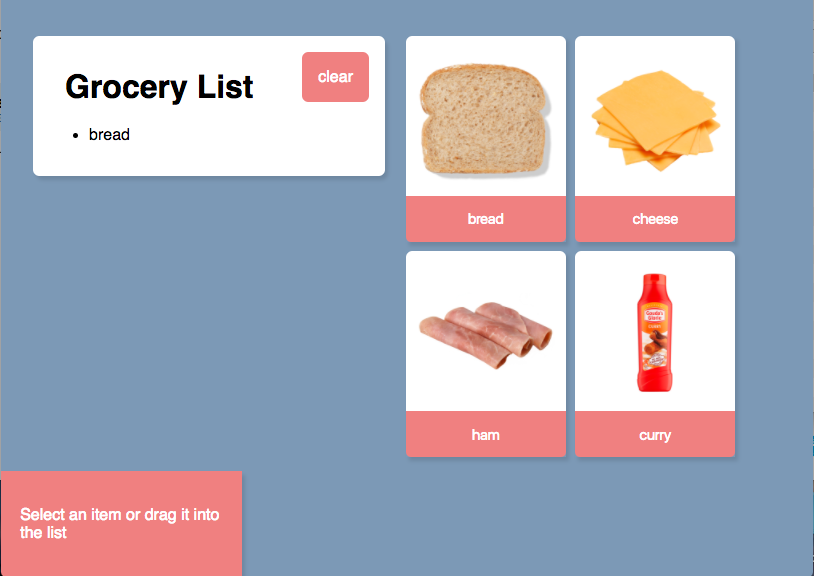 Grocery List
clear
bread
bread
cheese
ham
curry
Select an item or drag it into
the list